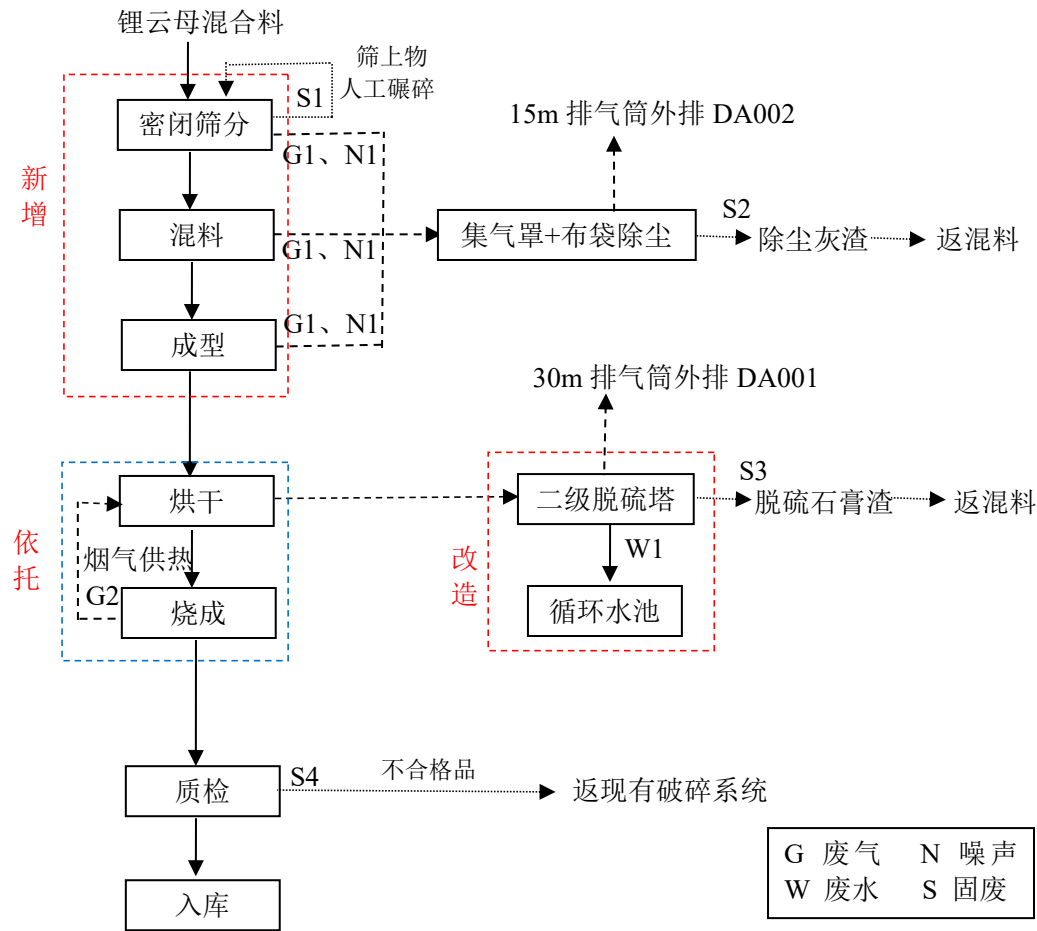 锂云母混合料
筛上物
人工碾碎
S1
密闭筛分
G1、N1
15m 排气筒外排 DA002
新增
混料
G1、N1
集气罩+布袋除尘
S2
除尘灰渣
返混料
成型
G1、N1
30m 排气筒外排 DA001
烘干
二级脱硫塔
S3
脱硫石膏渣
返混料
依托
烟气供热
G2
烧成
改造
W1
循环水池
质检
S4
不合格品
返现有破碎系统
入库
G 废气 N 噪声
W 废水 S 固废